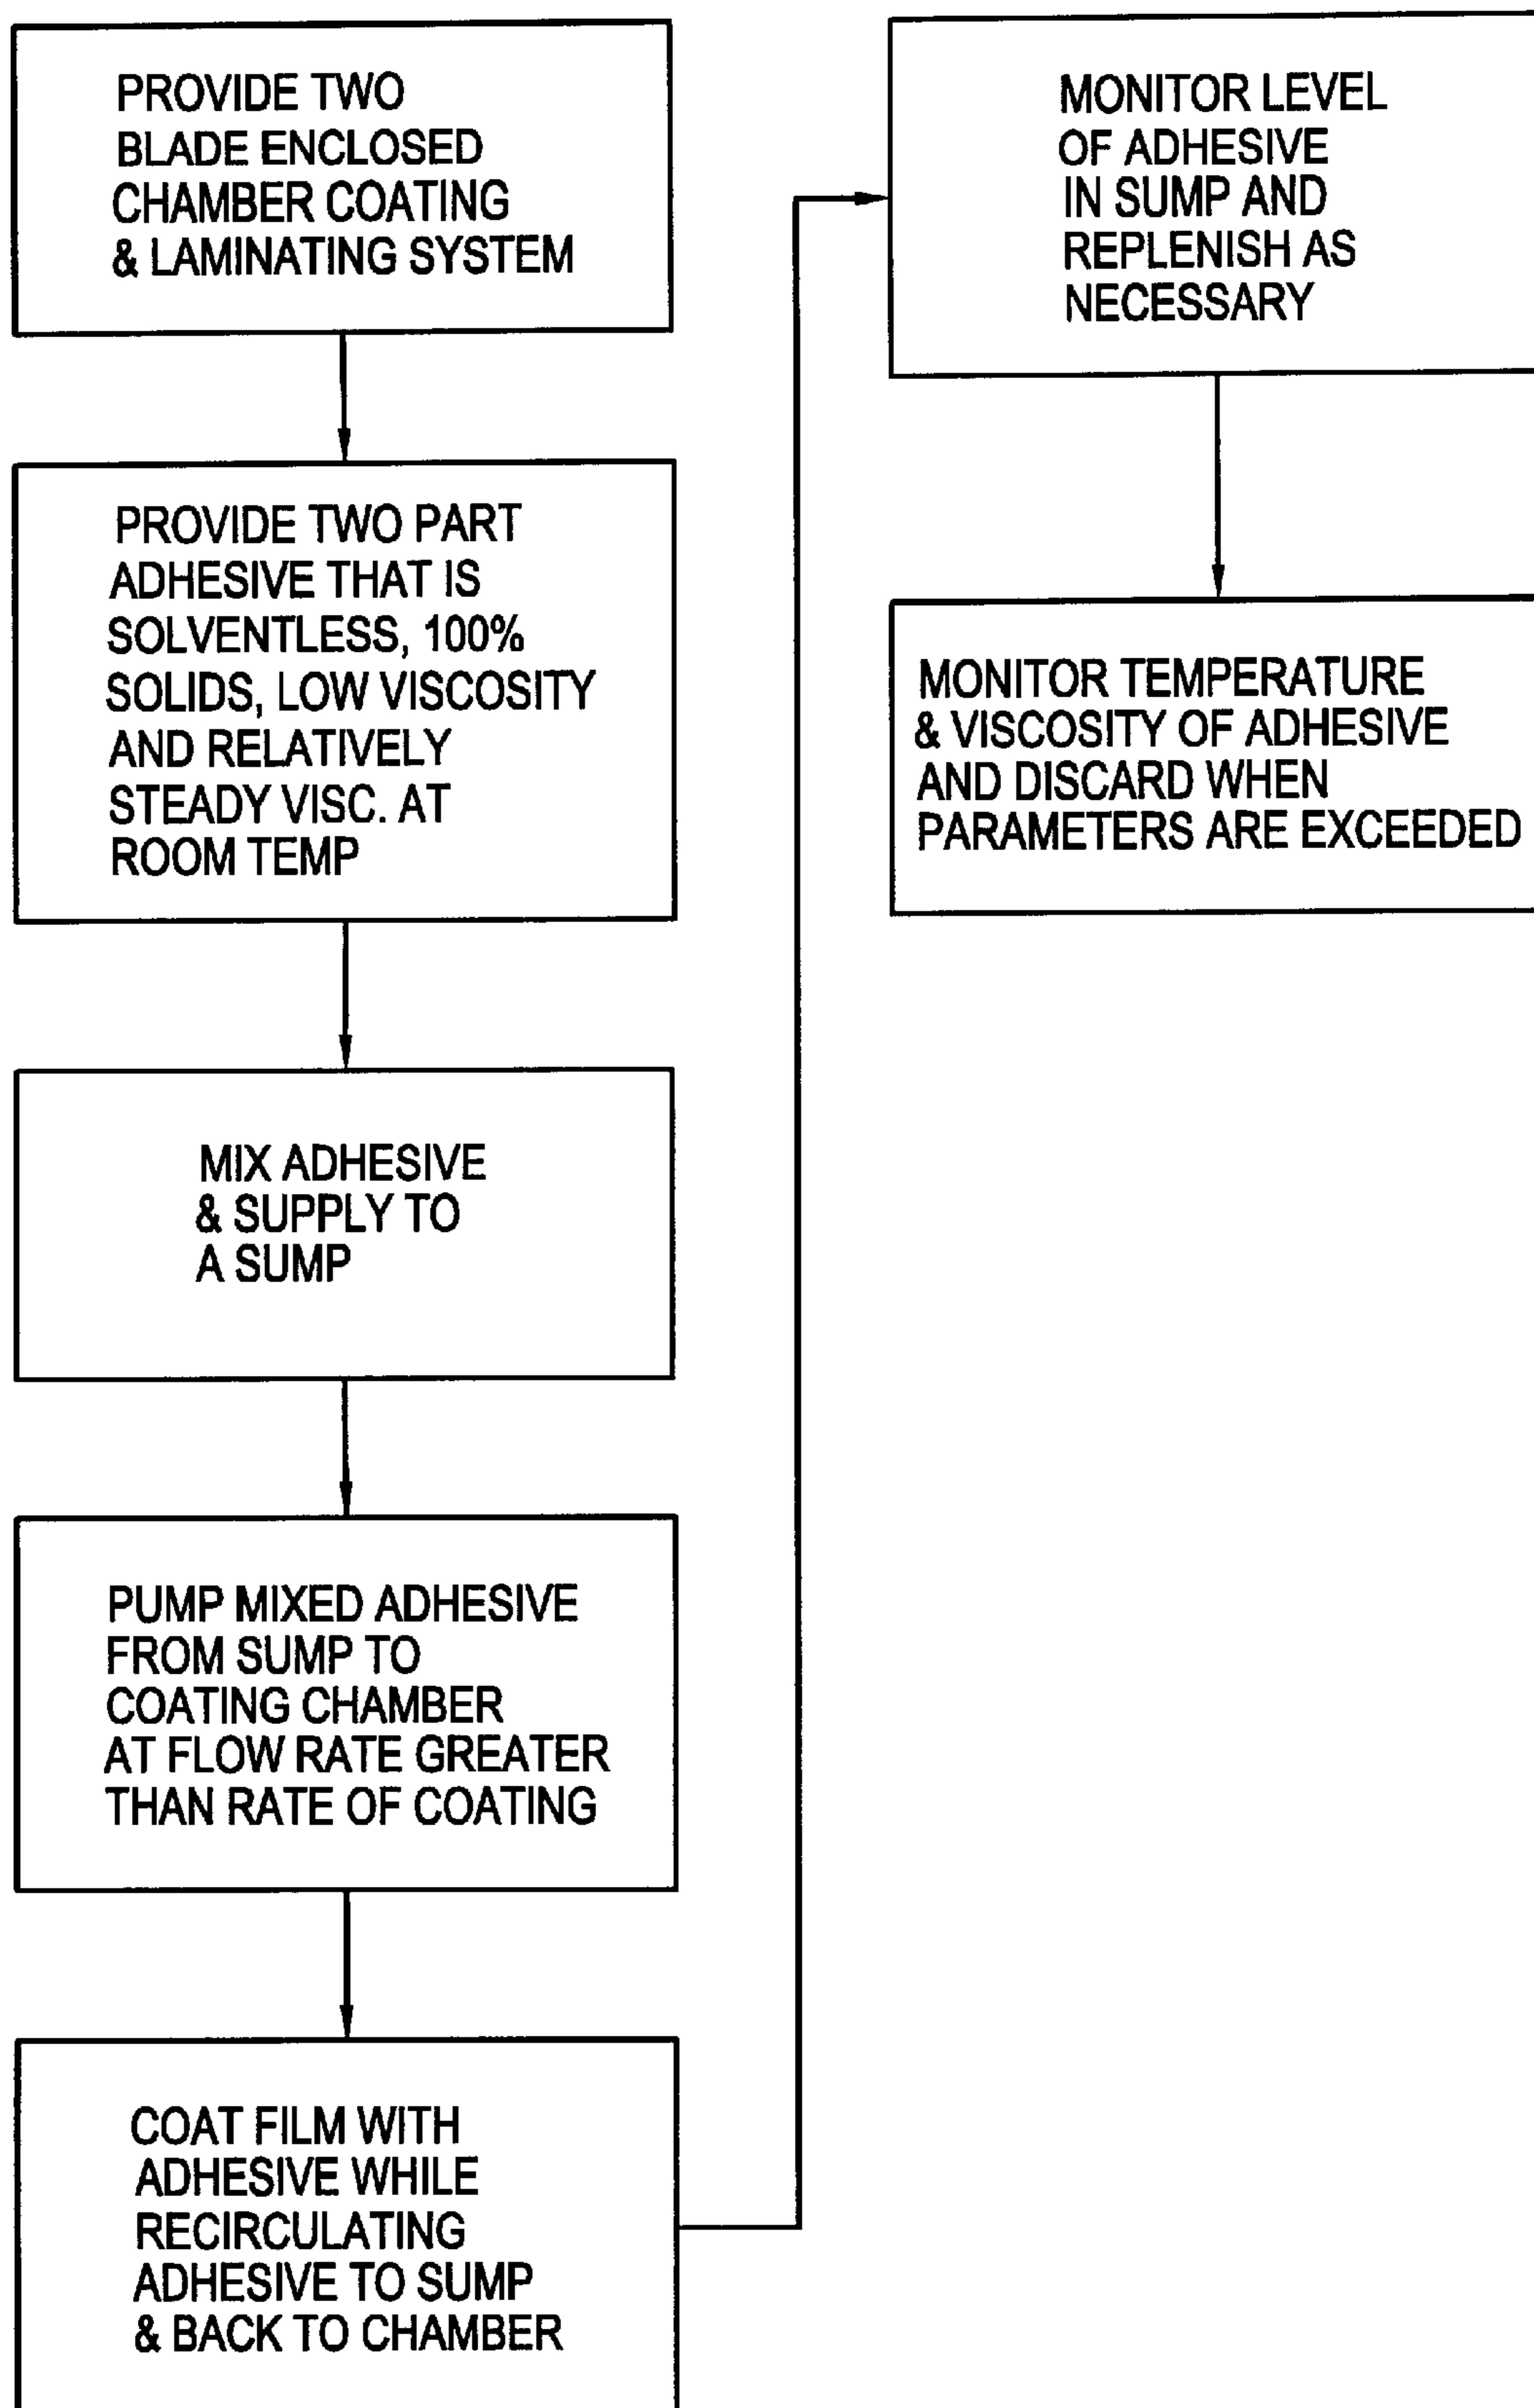 PROVIDE TWO
BLADE ENCLOSED
CHAMBER COATING
& LAMINATING SYSTEM
PROVIDE TWO PART
ADHESIVE THAT IS
SOLVENTLESS, 100%
SOLIDS, LOW VISCOSITY
AND RELATIVELY
STEADY VISC. AT
ROOM TEMP
MIX ADHESIVE
& SUPPLY TO
A SUMP
PUMP MIXED ADHESIVE
FROM SUMP TO
COATING CHAMBER
AT FLOW RATE GREATER
THAN RATE OF COATING
COAT FILM WITH
ADHESIVE WHILE
RECIRCULATING
ADHESIVE TO SUMP
& BACK TO CHAMBER
MONITOR LEVEL
OF ADHESIVE
IN SUMP AND
REPLENISH AS
NECESSARY
MONITOR TEMPERATURE
& VISCOSITY OF ADHESIVE
AND DISCARD WHEN
PARAMETERS ARE EXCEEDED